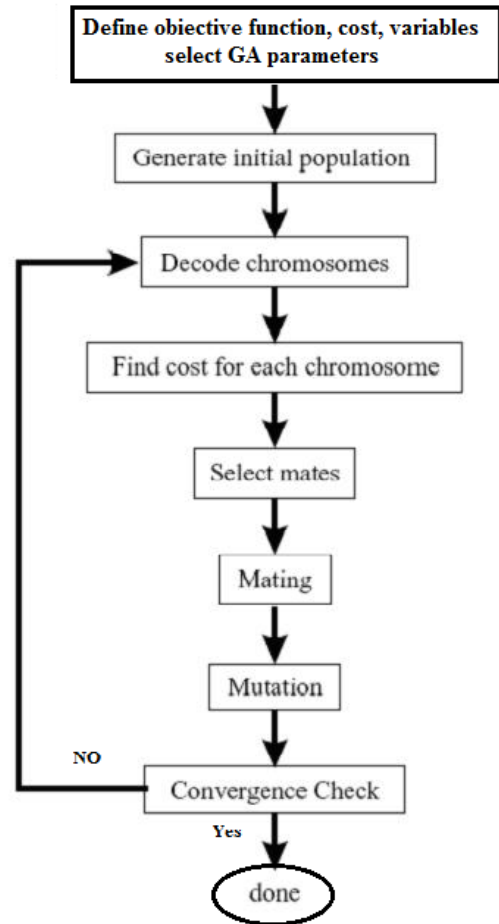 Define obiective function, cost, variables
select GA parameters
Generate initial population
Decode chromosomes
Find cost for each chromosome
Select mates
Mating
Mutation
NO
Convergence Check
Yes
done